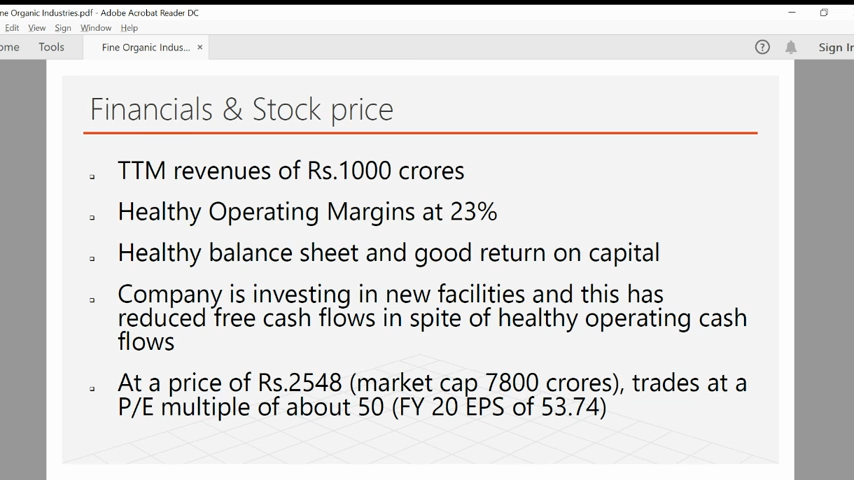 ne Organic Industries.pdf - Adobe Acrobat Reader DC
Edit View Sign Window Help
ome Tools Fine Organic Indus... ×
? Sign Ir
Financials & Stock price
TTM revenues of Rs.1000 crores
Healthy Operating Margins at 23%
Healthy balance sheet and good return on capital
Company is investing in new facilities and this has
reduced free cash flows in spite of healthy operating cash
flows
At a price of Rs.2548 (market cap 7800 crores), trades at a
P/E multiple of about 50 (FY 20 EPS of 53.74)